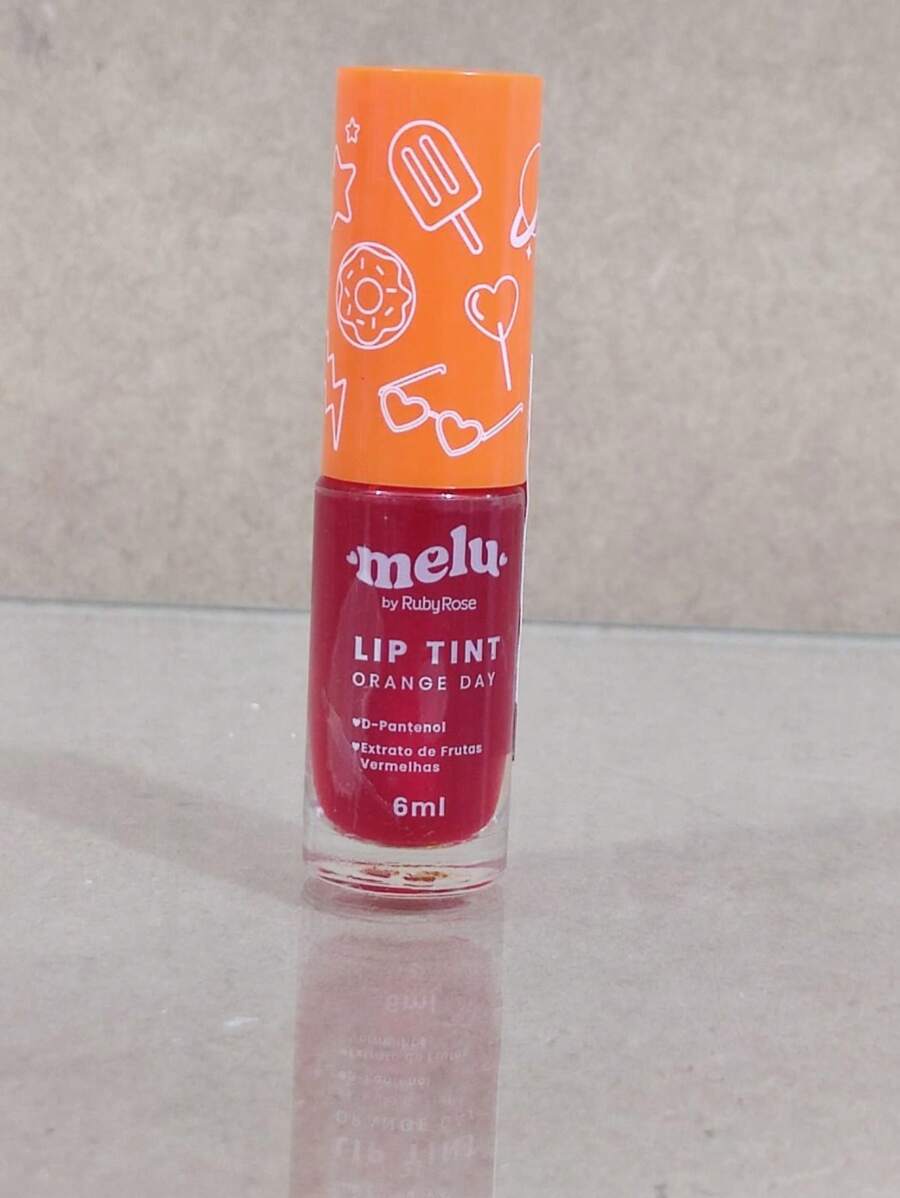 melu
by RubyRose
LIP TINT
ORANGE DAY
♥D-Pantenol
♥Extrato de Frutas
Vermelhas
6ml